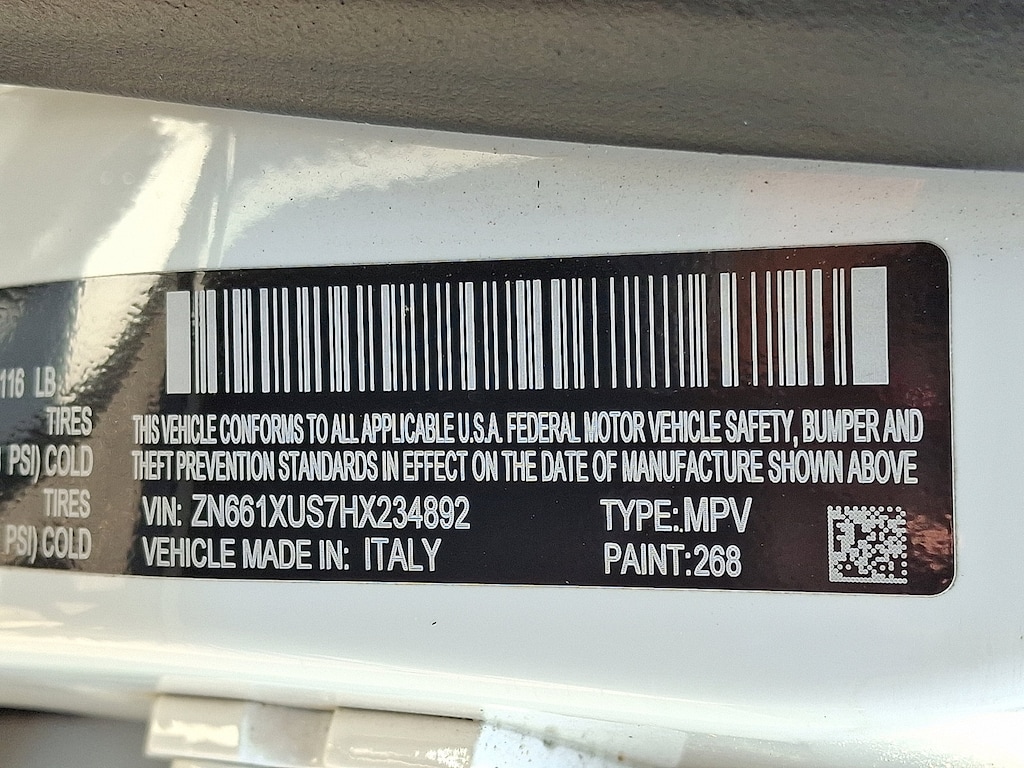 116 LB
TIRES
PSI) COLD
TIRES
PSI) COLD
THIS VEHICLE CONFORMS TO ALL APPLICABLE U.S.A. FEDERAL MOTOR VEHICLE SAFETY, BUMPER AND
THEFT PREVENTION STANDARDS IN EFFECT ON THE DATE OF MANUFACTURE SHOWN ABOVE
VIN: ZN661XUS7HX234892 TYPE: MPV
VEHICLE MADE IN: ITALY PAINT:268